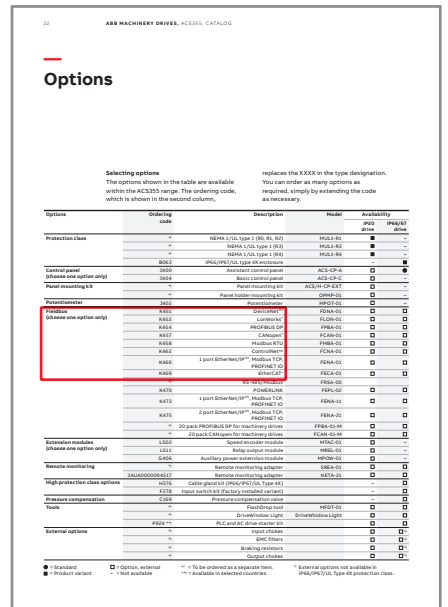 22 ABB MACHINERY DRIVES, ACS355, CATALOG
Options
Selecting options
The options shown in the table are available
within the ACS355 range. The ordering code,
which is shown in the second column,
replaces the XXXX in the type designation.
You can order as many options as
required, simply by extending the code
as necessary.
Options Ordering code Description Model Availability
IP20 drive IP66/67 drive
Protection class *) NEMA 1/UL type 1 (R0, R1, R2) MUL1-R1 ■ –
*) NEMA 1/UL type 1 (R3) MUL1-R3 ■ –
*) NEMA 1/UL type 1 (R4) MUL1-R4 ■ –
B063 IP66/IP67/UL type 4X enclosure – ■
Control panel J400 Assistant control panel ACS-CP-A □ ●
(choose one option only) J404 Basic control panel ACS-CP-C □ –
Panel mounting kit *) Panel mounting kit ACS/H-CP-EXT □ –
*) Panel holder mounting kit OPMP-01 □ –
Potentiometer J402 Potentiometer MPOT-01 □ –
Fieldbus K451 DeviceNet FDNA-01 □ □
(choose one option only) K452 LonWorks FLON-01 □ □
K454 PROFIBUS DP FPBA-01 □ □
K457 CANopen FCAN-01 □ □
K458 Modbus RTU FMBA-01 □ □
K462 ControlNet FCNA-01 □ □
K466 1 port EtherNet/IP, Modbus TCP, PROFINET IO FENA-01 □ □
K469 EtherCAT FECA-01 □ □
RS-485/Modbus FRSA-00
K470 POWERLINK FEPL-02 □ □
K473 1 port EtherNet/IP, Modbus TCP, PROFINET IO FENA-11 □ □
K475 2 port EtherNet/IP, Modbus TCP, PROFINET IO FENA-21 □ □
*) 20 pack PROFIBUS DP for machinery drives FPBA-01-M □ □
*) 20 pack CANopen for machinery drives FCAN-01-M □ □
Extension modules L502 Speed encoder module MTAC-01 □ –
(choose one option only) L511 Relay output module MREL-01 □ –
G406 Auxiliary power extension module MPOW-01 □ –
Remote monitoring *) Remote monitoring adapter SREA-01 □ □
3AUA0000094517 Remote monitoring adapter NETA-21 □ □
High protection class options H376 Cable gland kit (IP66/IP67/UL Type 4X) – □
F278 Input switch kit (factory installed variant) – □
Pressure compensation C169 Pressure compensation valve – □
Tools *) FlashDrop tool MFDT-01 □ □
*) DriveWindow Light DriveWindow Light □ □
P924 **) PLC and AC drive starter kit □ □
External options *) Input chokes □ □
*) EMC filters □ □
*) Braking resistors □ □
*) Output chokes □ □
● = Standard □ = Option, external *) = To be ordered as a separate item. External options not available in
■ = Product variant – = Not available **) = Available in selected countries. IP66/IP67/UL Type 4X protection class.